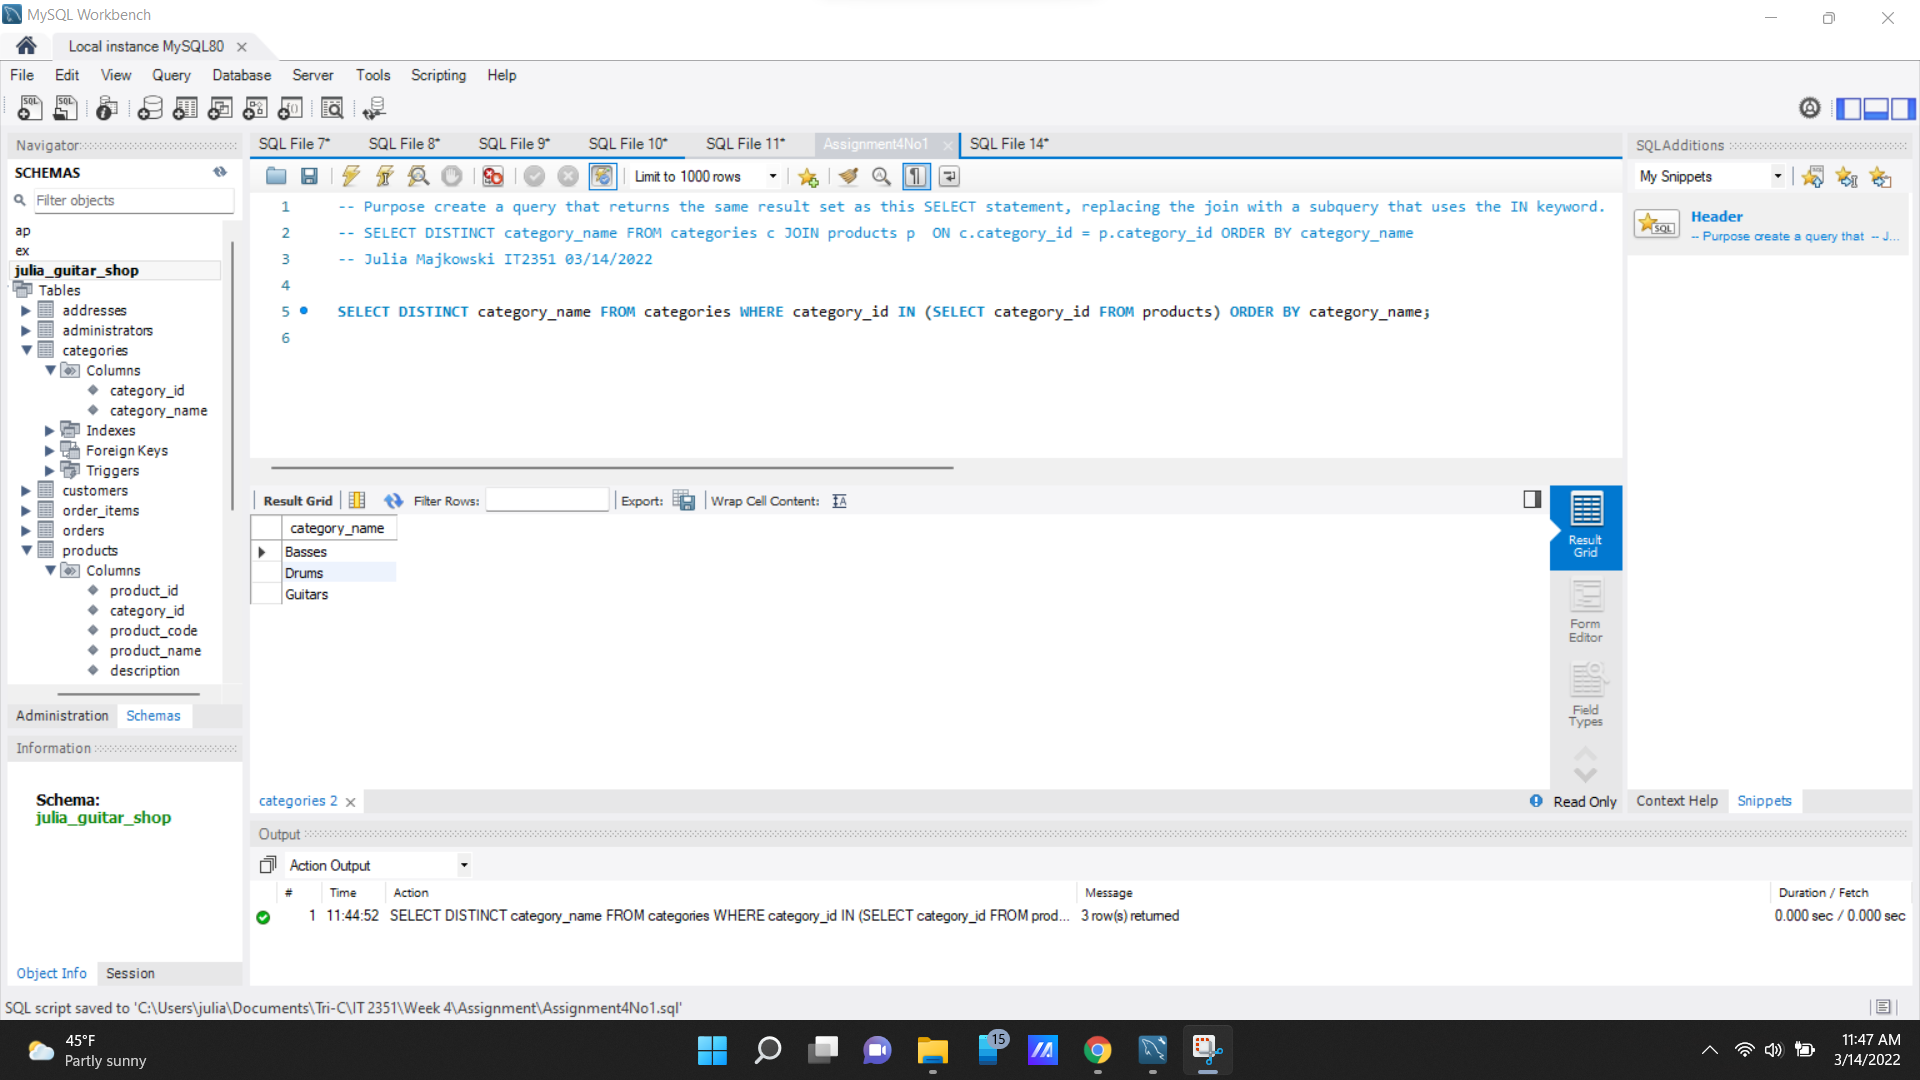 MySQL Workbench
Local instance MySQL80
File Edit View Query Database Server Tools Scripting Help
Navigator
SCHEMAS
Filter objects
ap
ex
julia_guitar_shop
Tables
addresses
administrators
categories
Columns
category_id
category_name
Indexes
Foreign Keys
Triggers
customers
order_items
orders
products
Columns
product_id
category_id
product_code
product_name
description
Administration Schemas
Information
Schema:
julia_guitar_shop
Object Info Session
SQL File 7* SQL File 8* SQL File 9* SQL File 10* SQL File 11* Assignment4No1 SQL File 14*
Limit to 1000 rows
1 -- Purpose create a query that returns the same result set as this SELECT statement, replacing the join with a subquery that uses the IN keyword.
2 -- SELECT DISTINCT category_name FROM categories c JOIN products p  ON c.category_id = p.category_id ORDER BY category_name
3 -- Julia Majkowski IT2351 03/14/2022
4
5 SELECT DISTINCT category_name FROM categories WHERE category_id IN (SELECT category_id FROM products) ORDER BY category_name;
6
Result Grid Filter Rows: Export: Wrap Cell Content:
category_name
Basses
Drums
Guitars
Result
Grid
Form
Editor
Field
Types
categories 2
Read Only
SQLAdditions
My Snippets
SQL
Header
-- Purpose create a query that -- J...
Context Help Snippets
Output
Action Output
# Time Action Message Duration / Fetch
1 11:44:52 SELECT DISTINCT category_name FROM categories WHERE category_id IN (SELECT category_id FROM prod... 3 row(s) returned 0.000 sec / 0.000 sec
SQL script saved to 'C:\Users\julia\Documents\Tri-C\IT 2351\Week 4\Assignment\Assignment4No1.sql'
45°F
Partly sunny
15
11:47 AM
3/14/2022